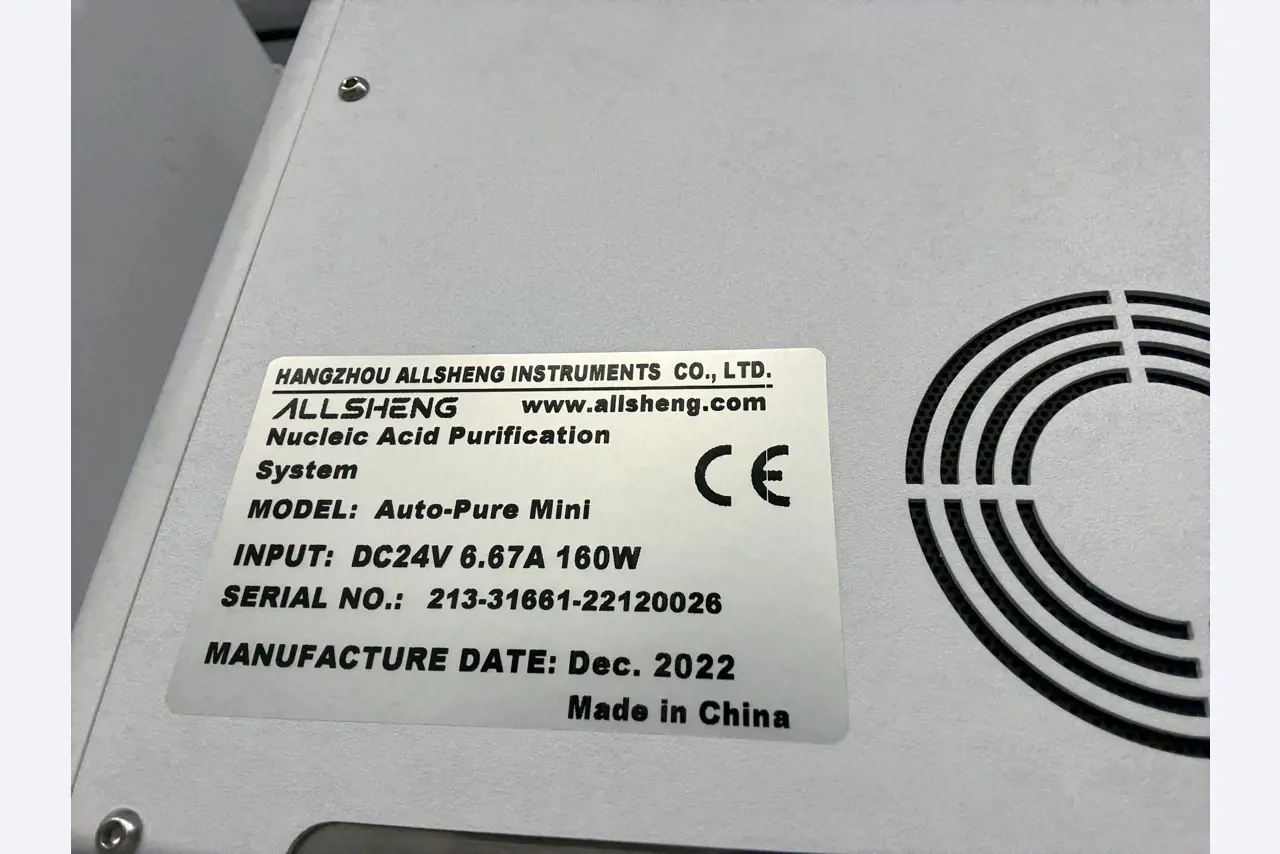 HANGZHOU ALLSHENG INSTRUMENTS CO., LTD.
ALLSHENG www.allsheng.com
Nucleic Acid Purification
System
CE
MODEL: Auto-Pure Mini
INPUT: DC24V 6.67A 160W
SERIAL NO.: 213-31661-22120026
MANUFACTURE DATE: Dec. 2022
Made in China